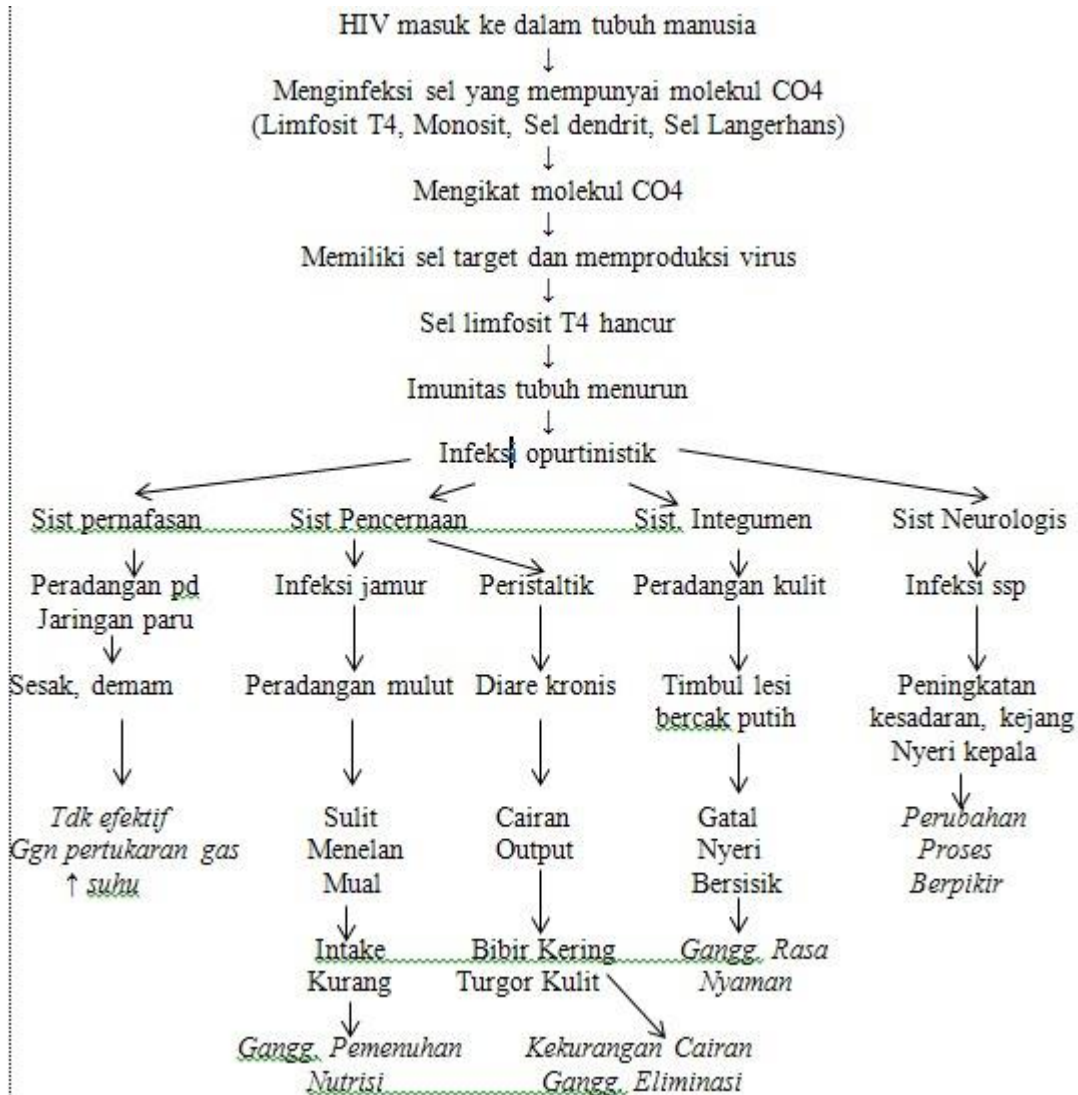 HIV masuk ke dalam tubuh manusia
↓
Menginfeksi sel yang mempunyai molekul CO4
(Limfosit T4, Monosit, Sel dendrit, Sel Langerhans)
↓
Mengikat molekul CO4
↓
Memiliki sel target dan memproduksi virus
↓
Sel limfosit T4 hancur
↓
Imunitas tubuh menurun
↓
Infeksi opurtinistik
Sist pernafasan
Sist Pencernaan
Sist. Integumen
Sist Neurologis
Peradangan pd
Jaringan paru
Infeksi jamur
Peristaltik
Peradangan kulit
Infeksi ssp
Sesak, demam
Peradangan mulut
Diare kronis
Timbul lesi
bercak putih
Peningkatan
kesadaran, kejang
Nyeri kepala
Tdk efektif
Ggn pertukaran gas
↑ suhu
Sulit
Menelan
Mual
Cairan
Output
Gatal
Nyeri
Bersisik
Perubahan
Proses
Berpikir
Intake
Kurang
Bibir Kering
Turgor Kulit
Gangg. Rasa
Nyaman
Gangg. Pemenuhan
Nutrisi
Kekurangan Cairan
Gangg. Eliminasi